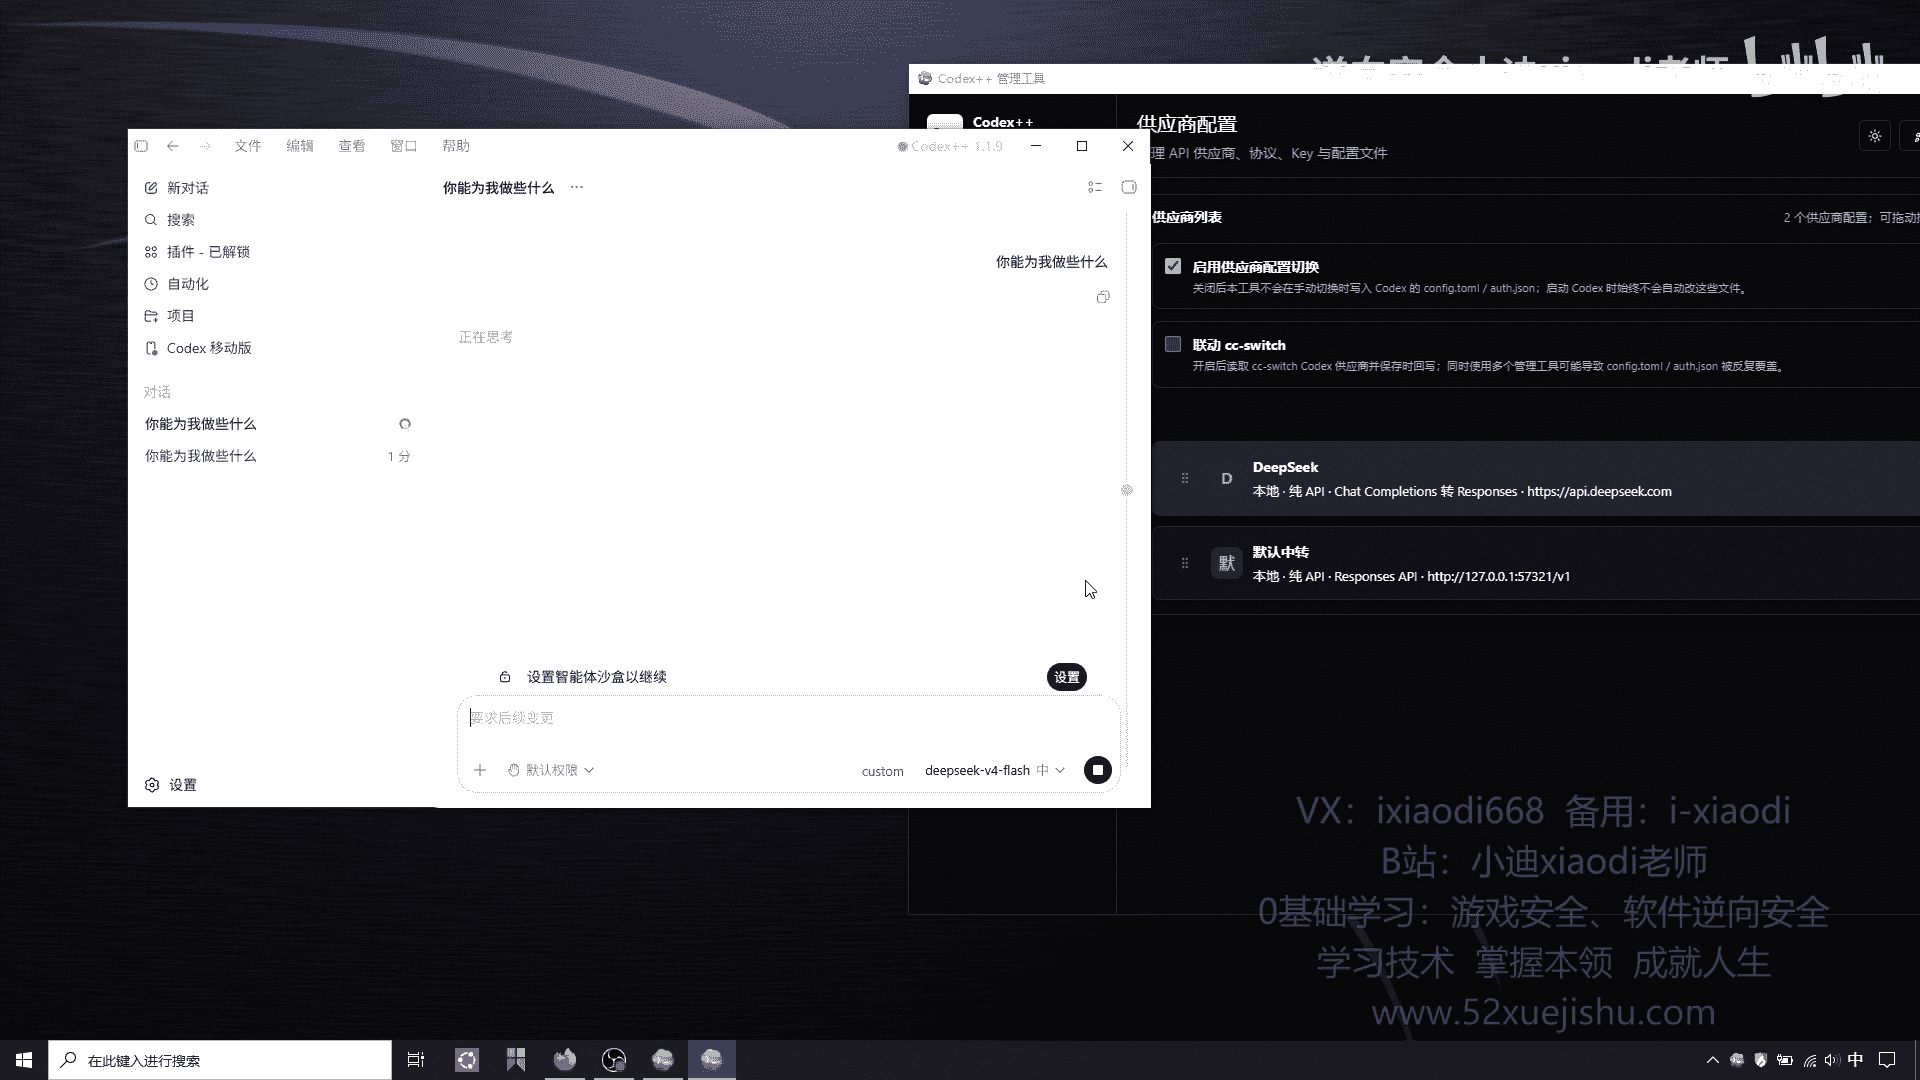 Codex++ 管理工具
Codex++
供应商配置
理 API 供应商、协议、Key 与配置文件
供应商列表
2 个供应商配置；可拖动
启用供应商配置切换
关闭后本工具不会在手动切换时写入 Codex 的 config.toml / auth.json；启动 Codex 时始终不会自动改这些文件。
联动 cc-switch
开启后读取 cc-switch Codex 供应商并保存时回写；同时使用多个管理工具可能导致 config.toml / auth.json 被反复覆盖。
D
DeepSeek
本地 · 纯 API · Chat Completions 转 Responses · https://api.deepseek.com
默
默认中转
本地 · 纯 API · Responses API · http://127.0.0.1:57321/v1
文件 编辑 查看 窗口 帮助
Codex++ 1.1.9
新对话
搜索
插件 - 已解锁
自动化
项目
Codex 移动版
对话
你能为我做些什么
你能为我做些什么 1 分
设置
你能为我做些什么 ···
你能为我做些什么
正在思考
设置智能体沙盒以继续 设置
要求后续变更
默认权限
custom deepseek-v4-flash 中
VX：ixiaodi668 备用：i-xiaodi
B站：小迪xiaodi老师
0基础学习：游戏安全、软件逆向安全
学习技术 掌握本领 成就人生
www.52xuejishu.com
在此键入进行搜索
中